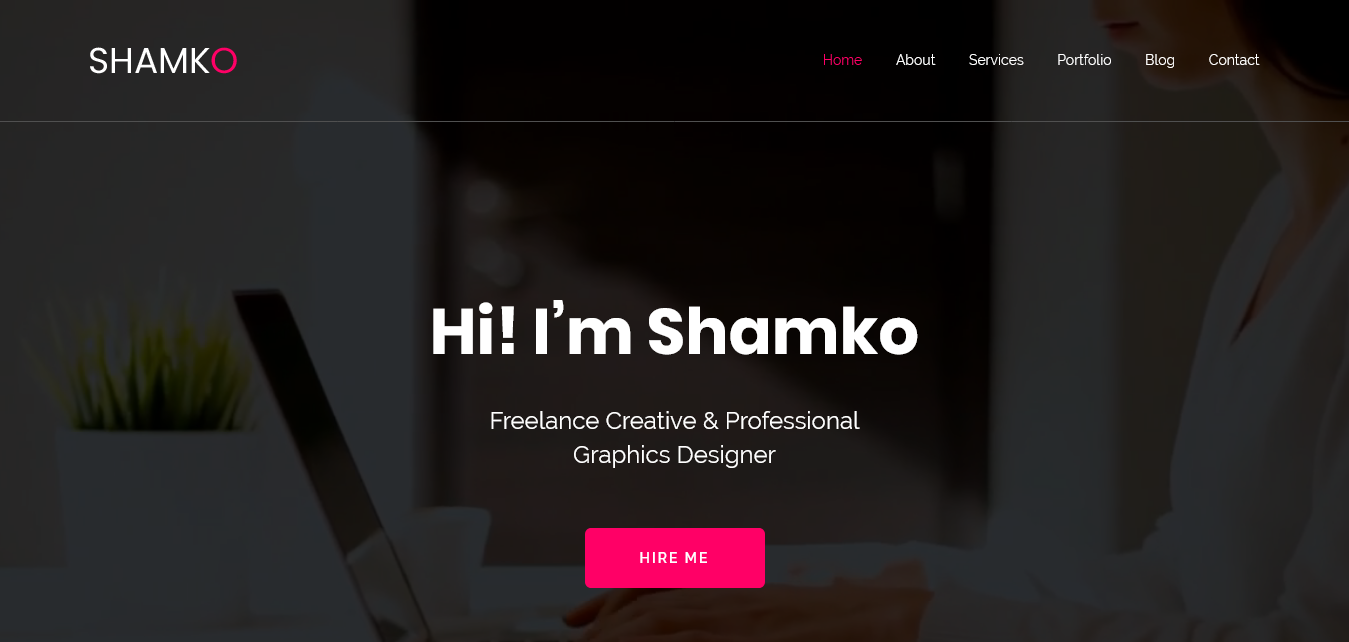 SHAMKO
Home About Services Portfolio Blog Contact
Hi! I’m Shamko
Freelance Creative & Professional
Graphics Designer
HIRE ME